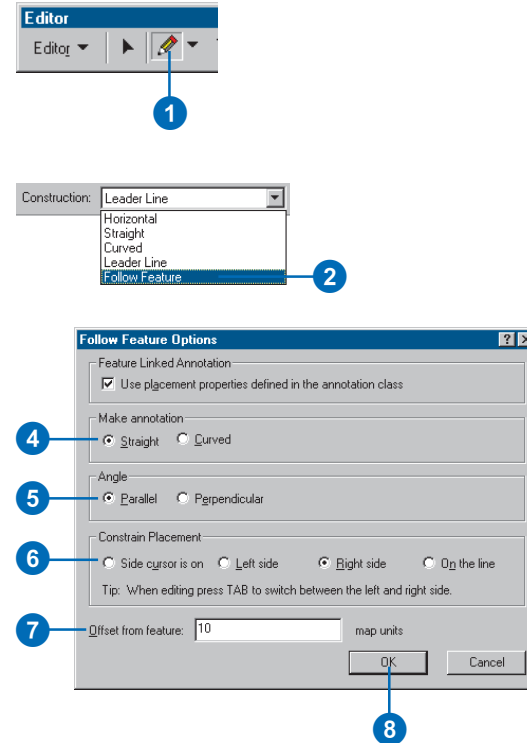 Editor
Editor
1
Construction: Leader Line
Horizontal
Straight
Curved
Leader Line
Follow Feature
2
Follow Feature Options
Feature Linked Annotation
Use placement properties defined in the annotation class
Make annotation
4 Straight Curved
Angle
5 Parallel Perpendicular
Constrain Placement
6 Side cursor is on Left side Right side On the line
Tip: When editing press TAB to switch between the left and right side.
7 Offset from feature: 10 map units
OK Cancel
8